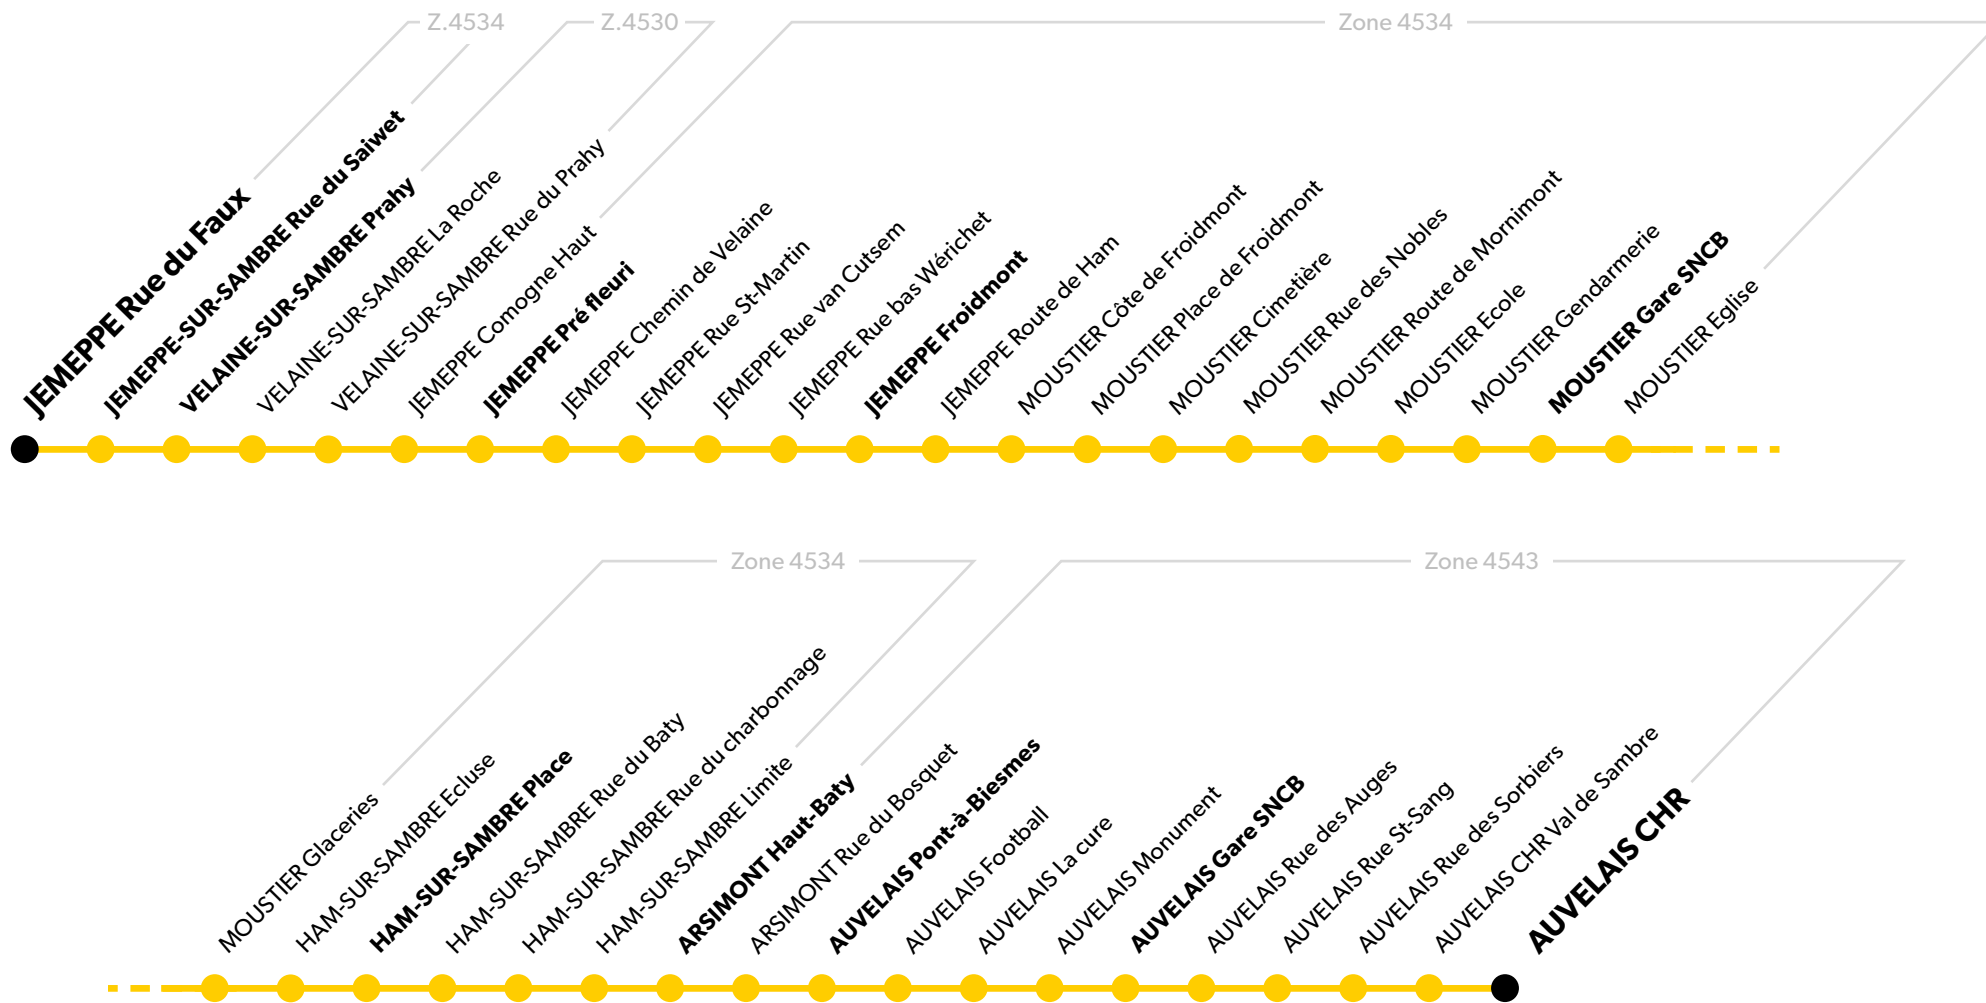 Z.4534
Z.4530
Zone 4534
JEMEPPE Rue du Faux
JEMEPPE-SUR-SAMBRE Rue du Saiwet
VELAINE-SUR-SAMBRE Prahy
VELAINE-SUR-SAMBRE La Roche
VELAINE-SUR-SAMBRE Rue du Prahy
JEMEPPE Comogne Haut
JEMEPPE Pré fleuri
JEMEPPE Chemin de Velaine
JEMEPPE Rue St-Martin
JEMEPPE Rue van Cutsem
JEMEPPE Rue bas Wérichet
JEMEPPE Froidmont
JEMEPPE Route de Ham
MOUSTIER Côte de Froidmont
MOUSTIER Place de Froidmont
MOUSTIER Cimetière
MOUSTIER Rue des Nobles
MOUSTIER Route de Mornimont
MOUSTIER Ecole
MOUSTIER Gendarmerie
MOUSTIER Gare SNCB
MOUSTIER Eglise
Zone 4534
Zone 4543
MOUSTIER Glaceries
HAM-SUR-SAMBRE Ecluse
HAM-SUR-SAMBRE Place
HAM-SUR-SAMBRE Rue du Baty
HAM-SUR-SAMBRE Rue du charbonnage
HAM-SUR-SAMBRE Limite
ARSIMONT Haut-Baty
ARSIMONT Rue du Bosquet
AUVELAIS Pont-à-Biesmes
AUVELAIS Football
AUVELAIS La cure
AUVELAIS Monument
AUVELAIS Gare SNCB
AUVELAIS Rue des Auges
AUVELAIS Rue St-Sang
AUVELAIS Rue des Sorbiers
AUVELAIS CHR Val de Sambre
AUVELAIS CHR